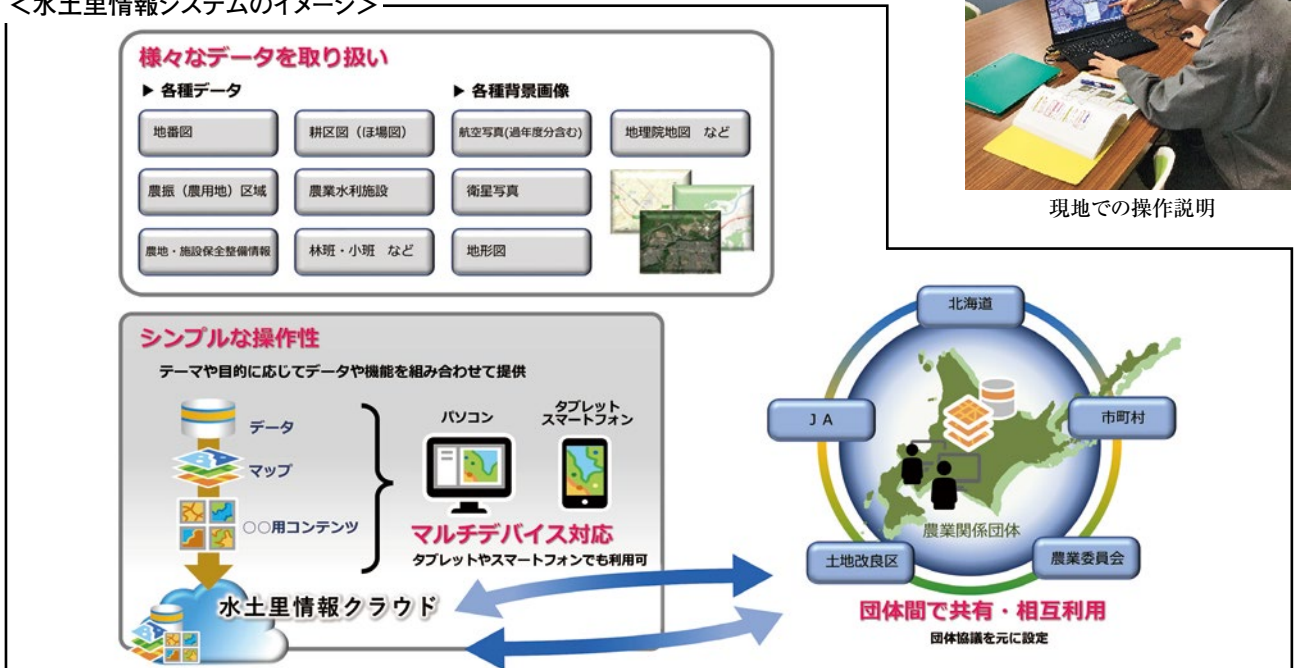 ＜水土里情報システムのイメージ＞
様々なデータを取り扱い
▶ 各種データ
▶ 各種背景画像
地番図
耕区図（ほ場図）
航空写真(過年度分含む)
地理院地図 など
農振（農用地）区域
農業水利施設
衛星写真
農地・施設保全整備情報
林班・小班 など
地形図
現地での操作説明
シンプルな操作性
テーマや目的に応じてデータや機能を組み合わせて提供
データ
マップ
○○用コンテンツ
パソコン
タブレット
スマートフォン
マルチデバイス対応
タブレットやスマートフォンでも利用可
水土里情報クラウド
北海道
ＪＡ
市町村
農業関係団体
土地改良区
農業委員会
団体間で共有・相互利用
団体協議を元に設定